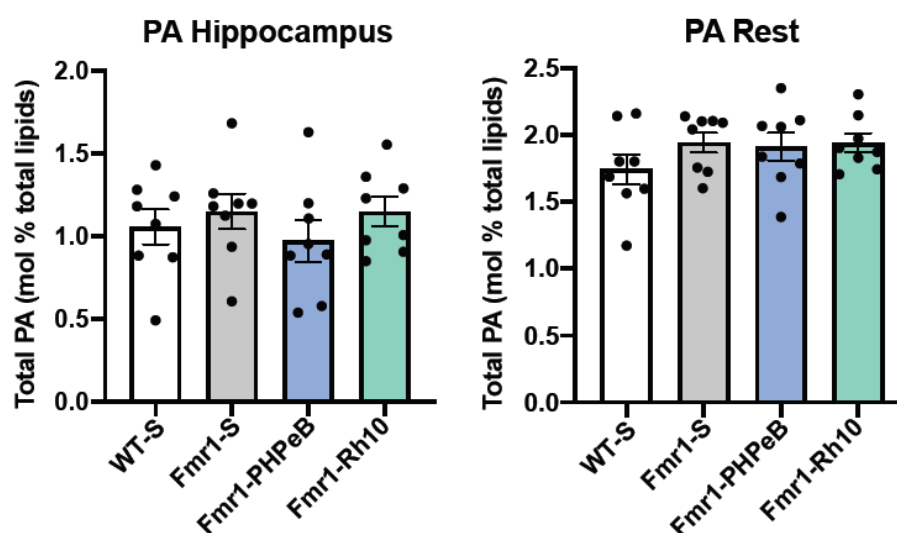 PA Hippocampus
Total PA (mol % total lipids)
2.0
1.5
1.0
0.5
0.0
WT-S
Fmr1-S
Fmr1-PHPeB
Fmr1-Rh10
PA Rest
Total PA (mol % total lipids)
2.5
2.0
1.5
1.0
0.5
0.0
WT-S
Fmr1-S
Fmr1-PHPeB
Fmr1-Rh10